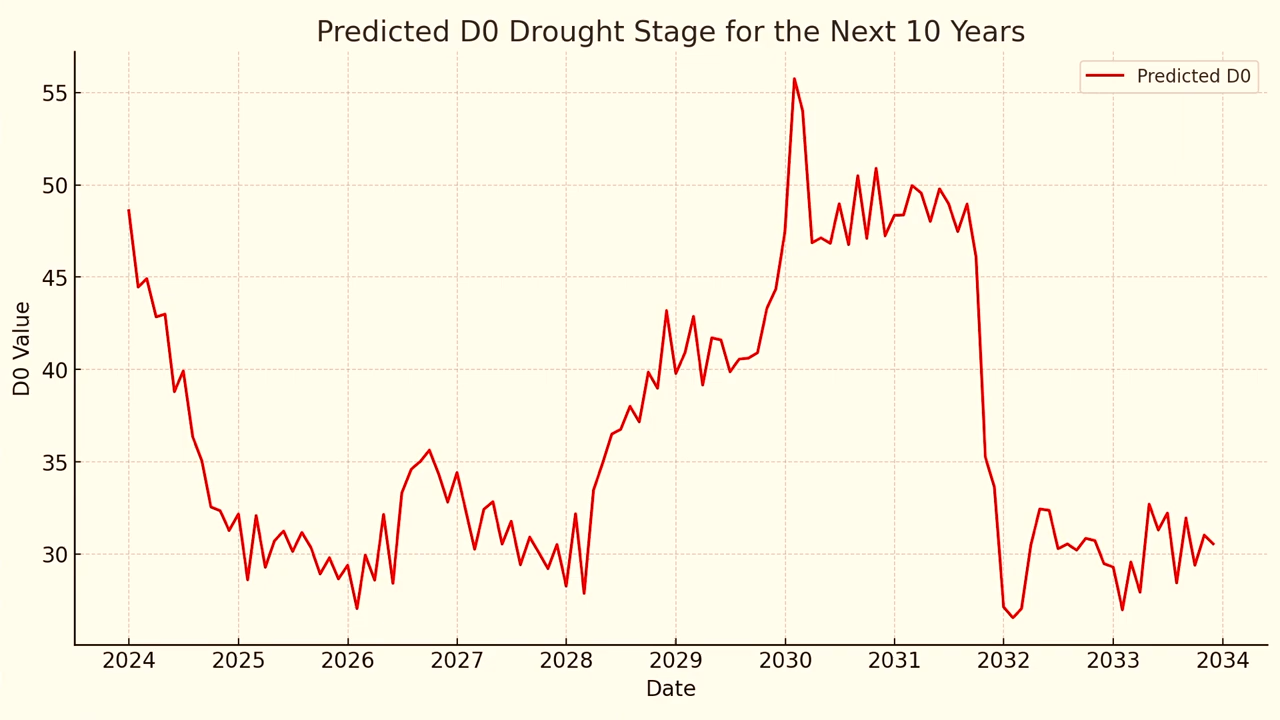 Predicted D0 Drought Stage for the Next 10 Years
Predicted D0
55
50
45
40
35
30
D0 Value
2024 2025 2026 2027 2028 2029 2030 2031 2032 2033 2034
Date